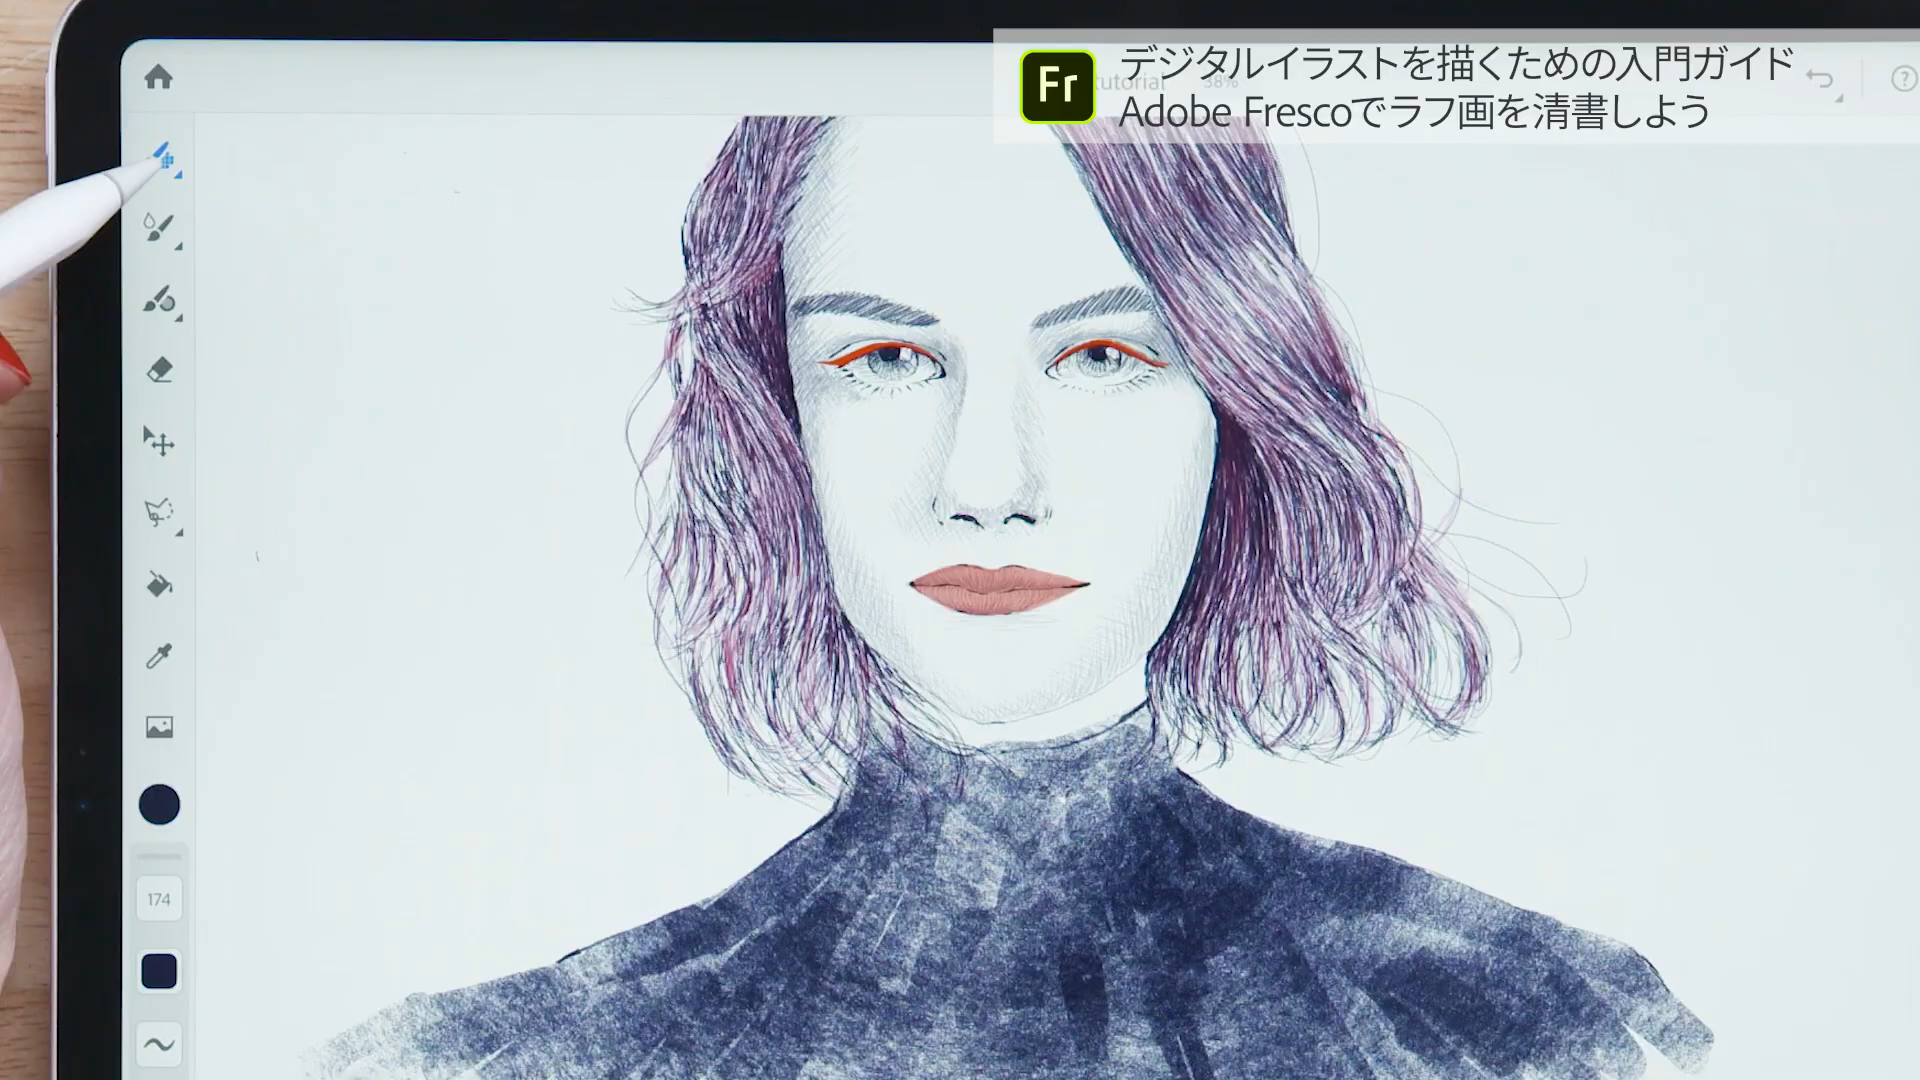 Fr
デジタルイラストを描くための入門ガイド
Adobe Frescoでラフ画を清書しよう
tutorial 38%
174